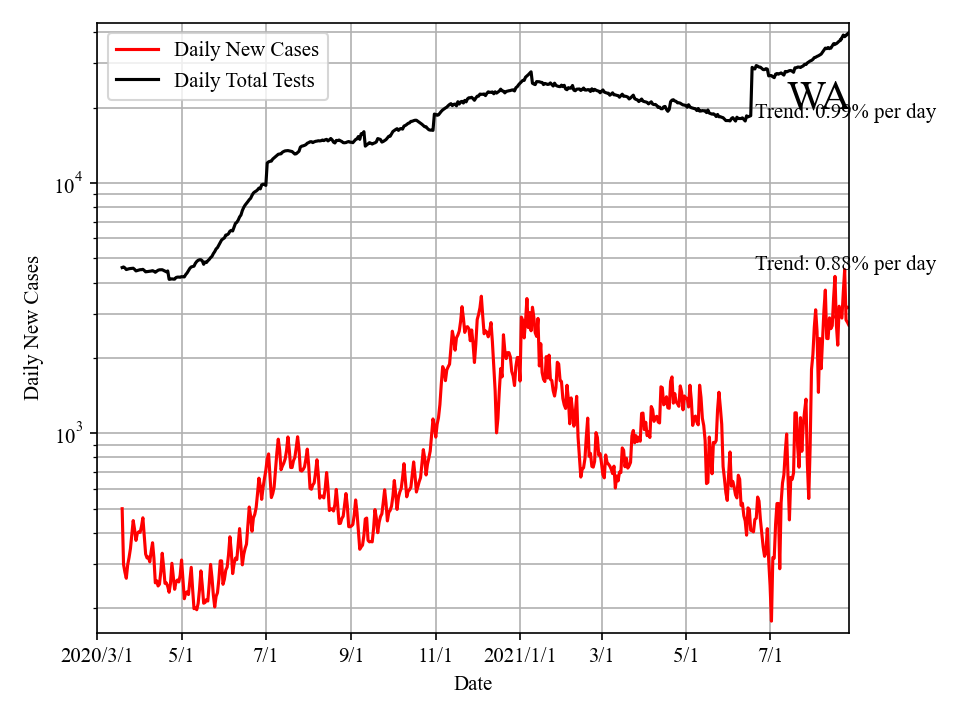 Daily New Cases
Daily Total Tests
WA
Trend: 0.99% per day
10^4
Trend: 0.88% per day
Daily New Cases
10^3
2020/3/1 5/1 7/1 9/1 11/1 2021/1/1 3/1 5/1 7/1
Date